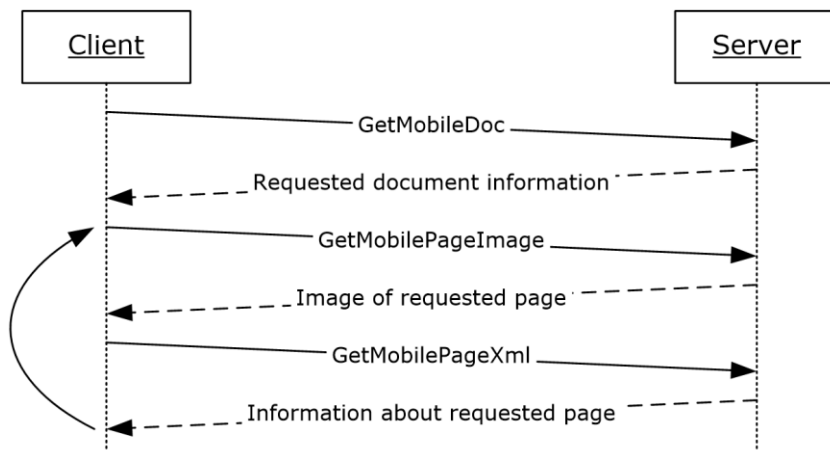 Client
Server
GetMobileDoc
Requested document information
GetMobilePageImage
Image of requested page
GetMobilePageXml
Information about requested page